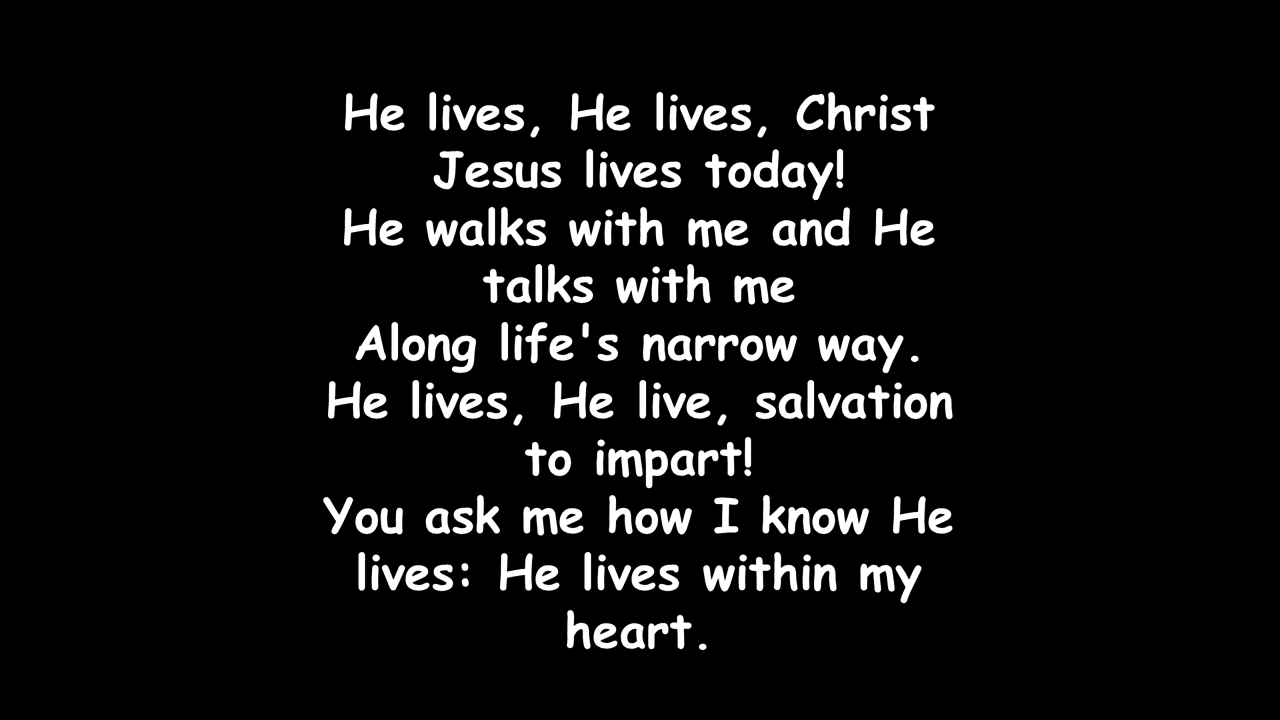 He lives, He lives, Christ
Jesus lives today!
He walks with me and He
talks with me
Along life's narrow way.
He lives, He live, salvation
to impart!
You ask me how I know He
lives: He lives within my
heart.